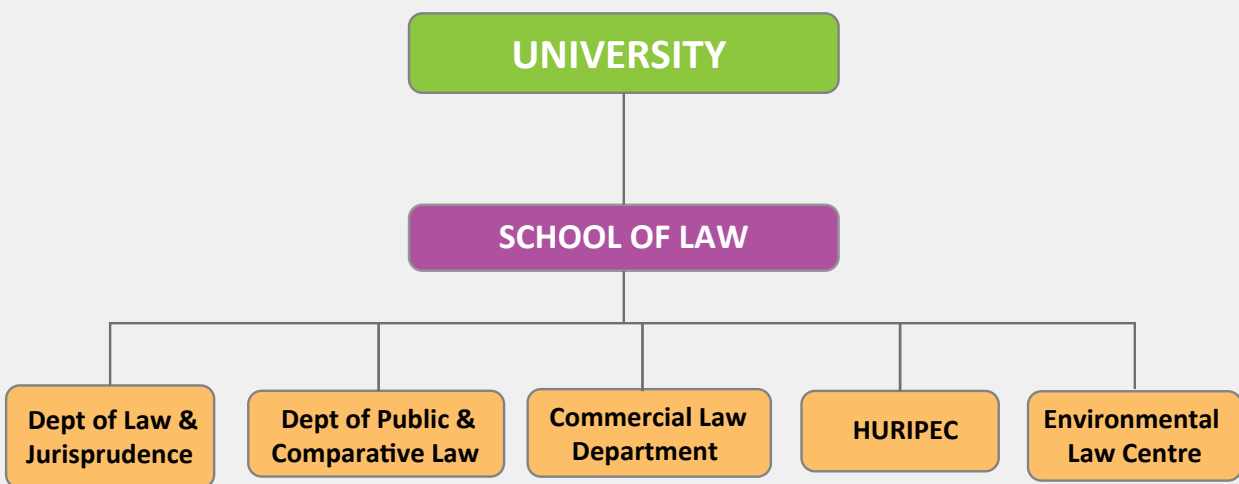 UNIVERSITY
SCHOOL OF LAW
Dept of Law &
Jurisprudence
Dept of Public &
Comparative Law
Commercial Law
Department
HURIPEC
Environmental
Law Centre